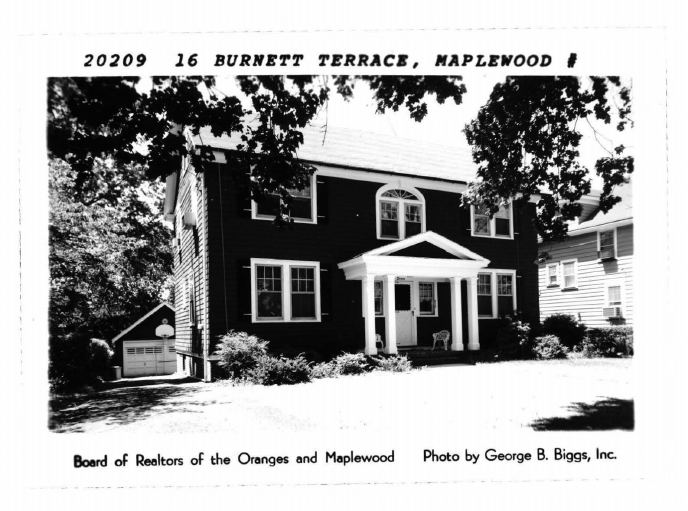 20209 16 BURNETT TERRACE, MAPLEWOOD #
Board of Realtors of the Oranges and Maplewood Photo by George B. Biggs, Inc.